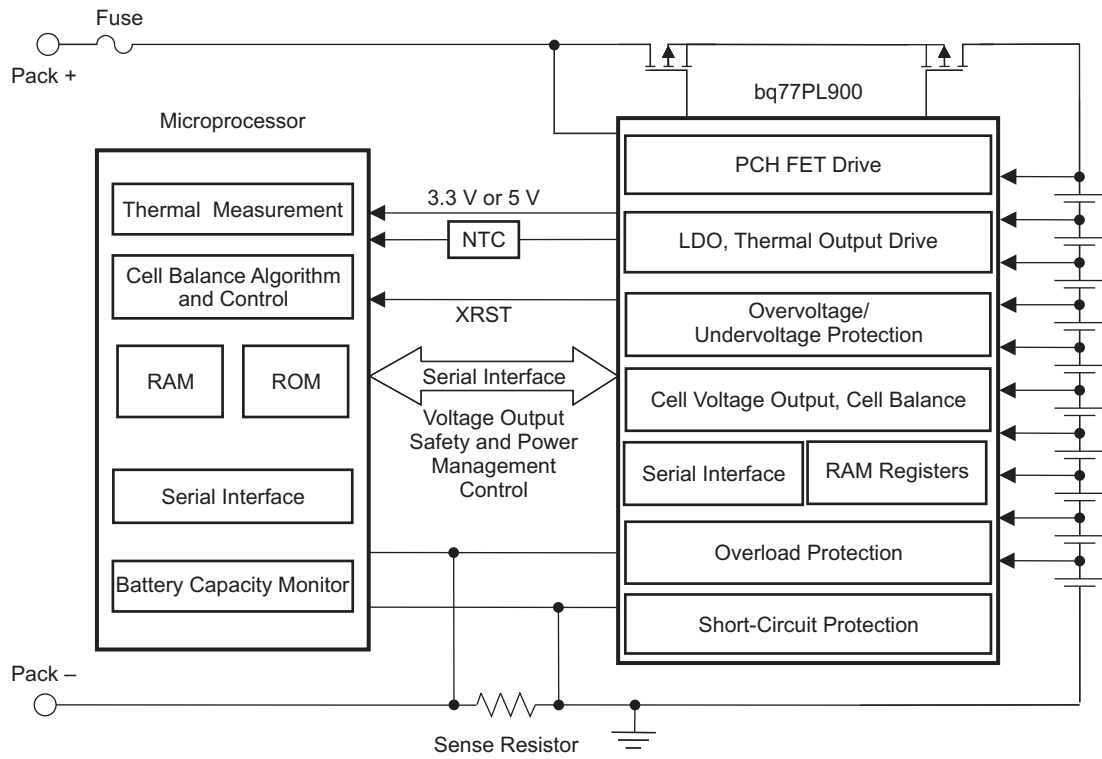 Fuse
Pack +
bq77PL900
Microprocessor
PCH FET Drive
Thermal Measurement
3.3 V or 5 V
NTC
LDO, Thermal Output Drive
Cell Balance Algorithm
and Control
XRST
Overvoltage/
Undervoltage Protection
RAM
ROM
Serial Interface
Cell Voltage Output, Cell Balance
Voltage Output
Safety and Power
Management
Control
Serial Interface
RAM Registers
Serial Interface
Overload Protection
Battery Capacity Monitor
Short-Circuit Protection
Pack –
Sense Resistor